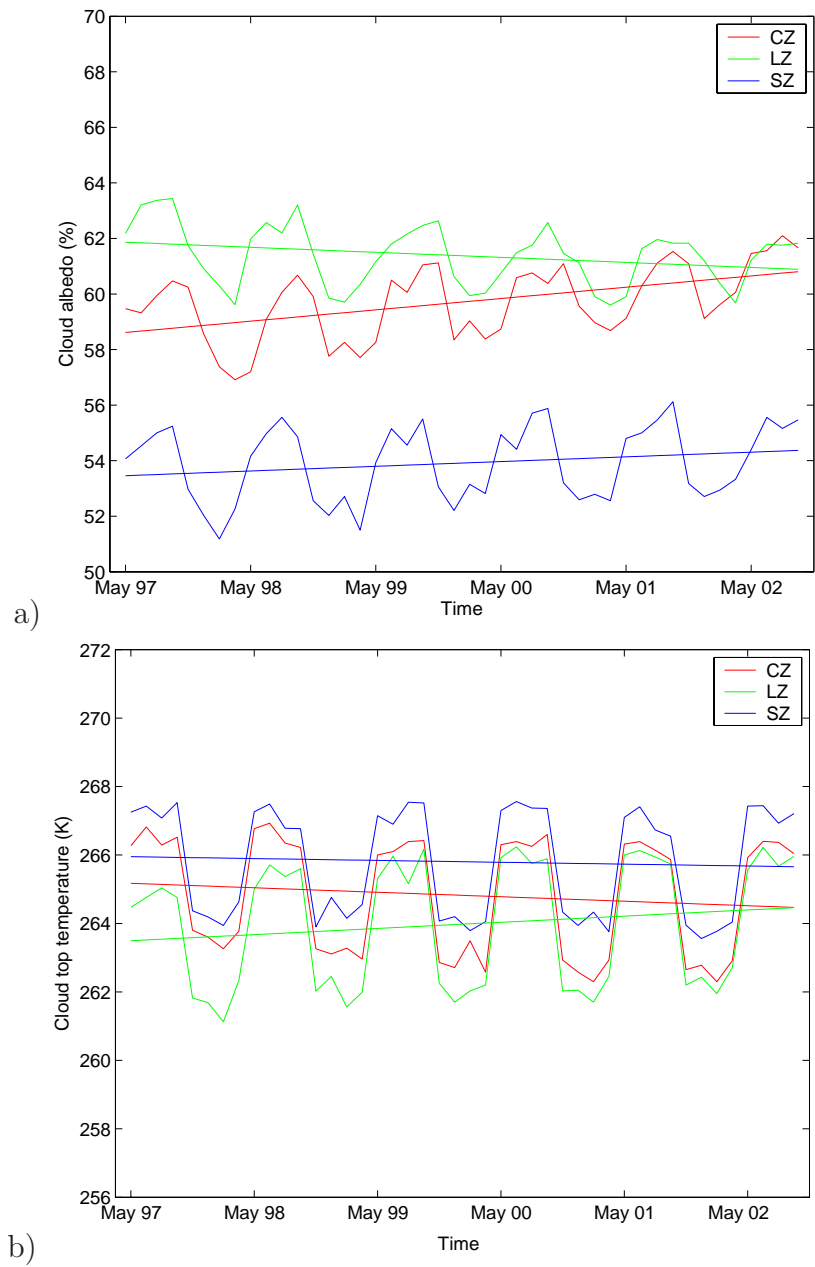 70
68
66
64
62
60
58
56
54
52
50
Cloud albedo (%)
CZ
LZ
SZ
May 97 May 98 May 99 May 00 May 01 May 02
Time
a)
272
270
268
266
264
262
260
258
256
Cloud top temperature (K)
CZ
LZ
SZ
May 97 May 98 May 99 May 00 May 01 May 02
Time
b)